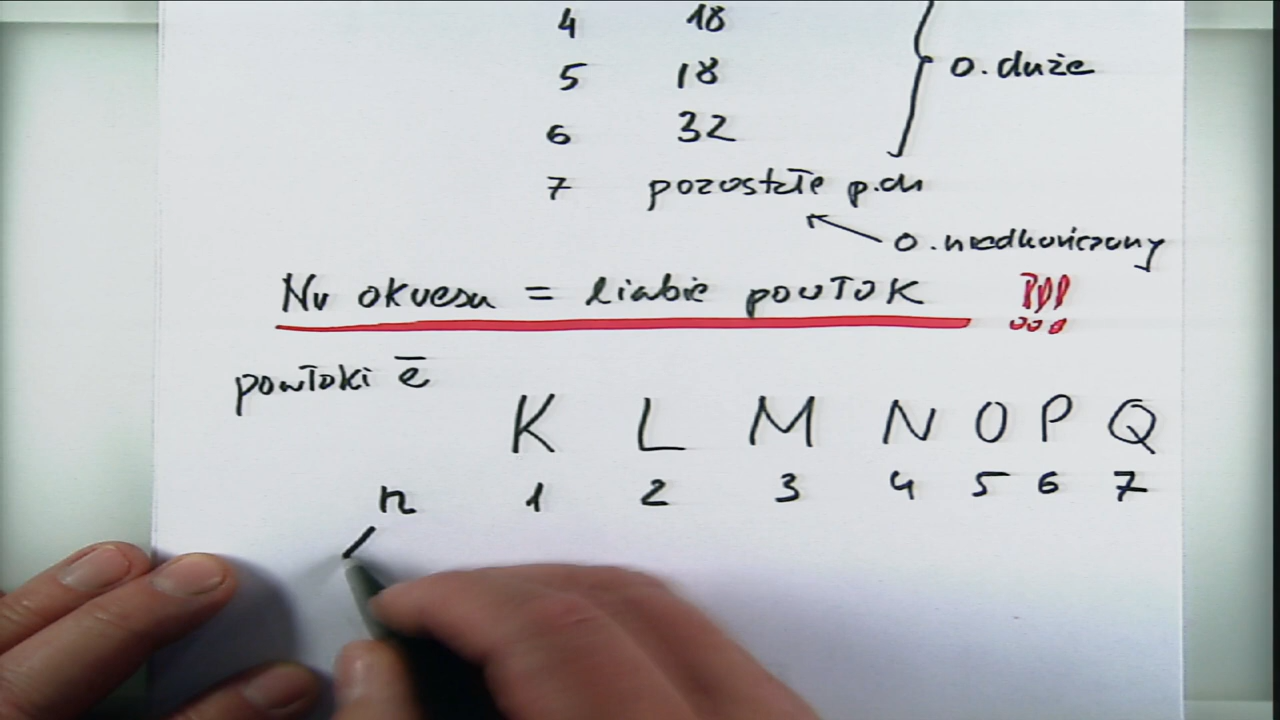 4 18
5 18
6 32
o. duże
7 pozostałe p.ch
o. niedkończony
Nr okresu = liczbie powłok !!!
powłoki e⁻
K L M N O P Q
n 1 2 3 4 5 6 7